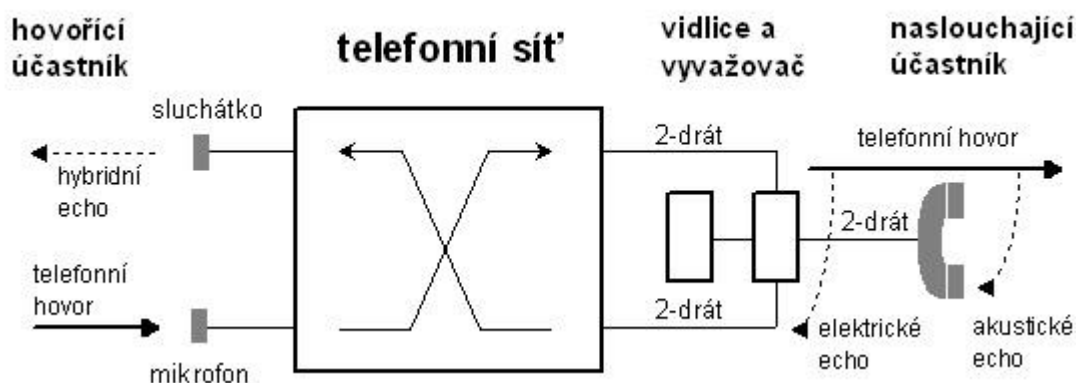 hovořící
účastník
telefonní síť
vidlice a
vyvažovač
naslouchající
účastník
sluchátko
2-drát
telefonní hovor
hybridní
echo
2-drát
telefonní
hovor
2-drát
elektrické
echo
akustické
echo
mikrofon